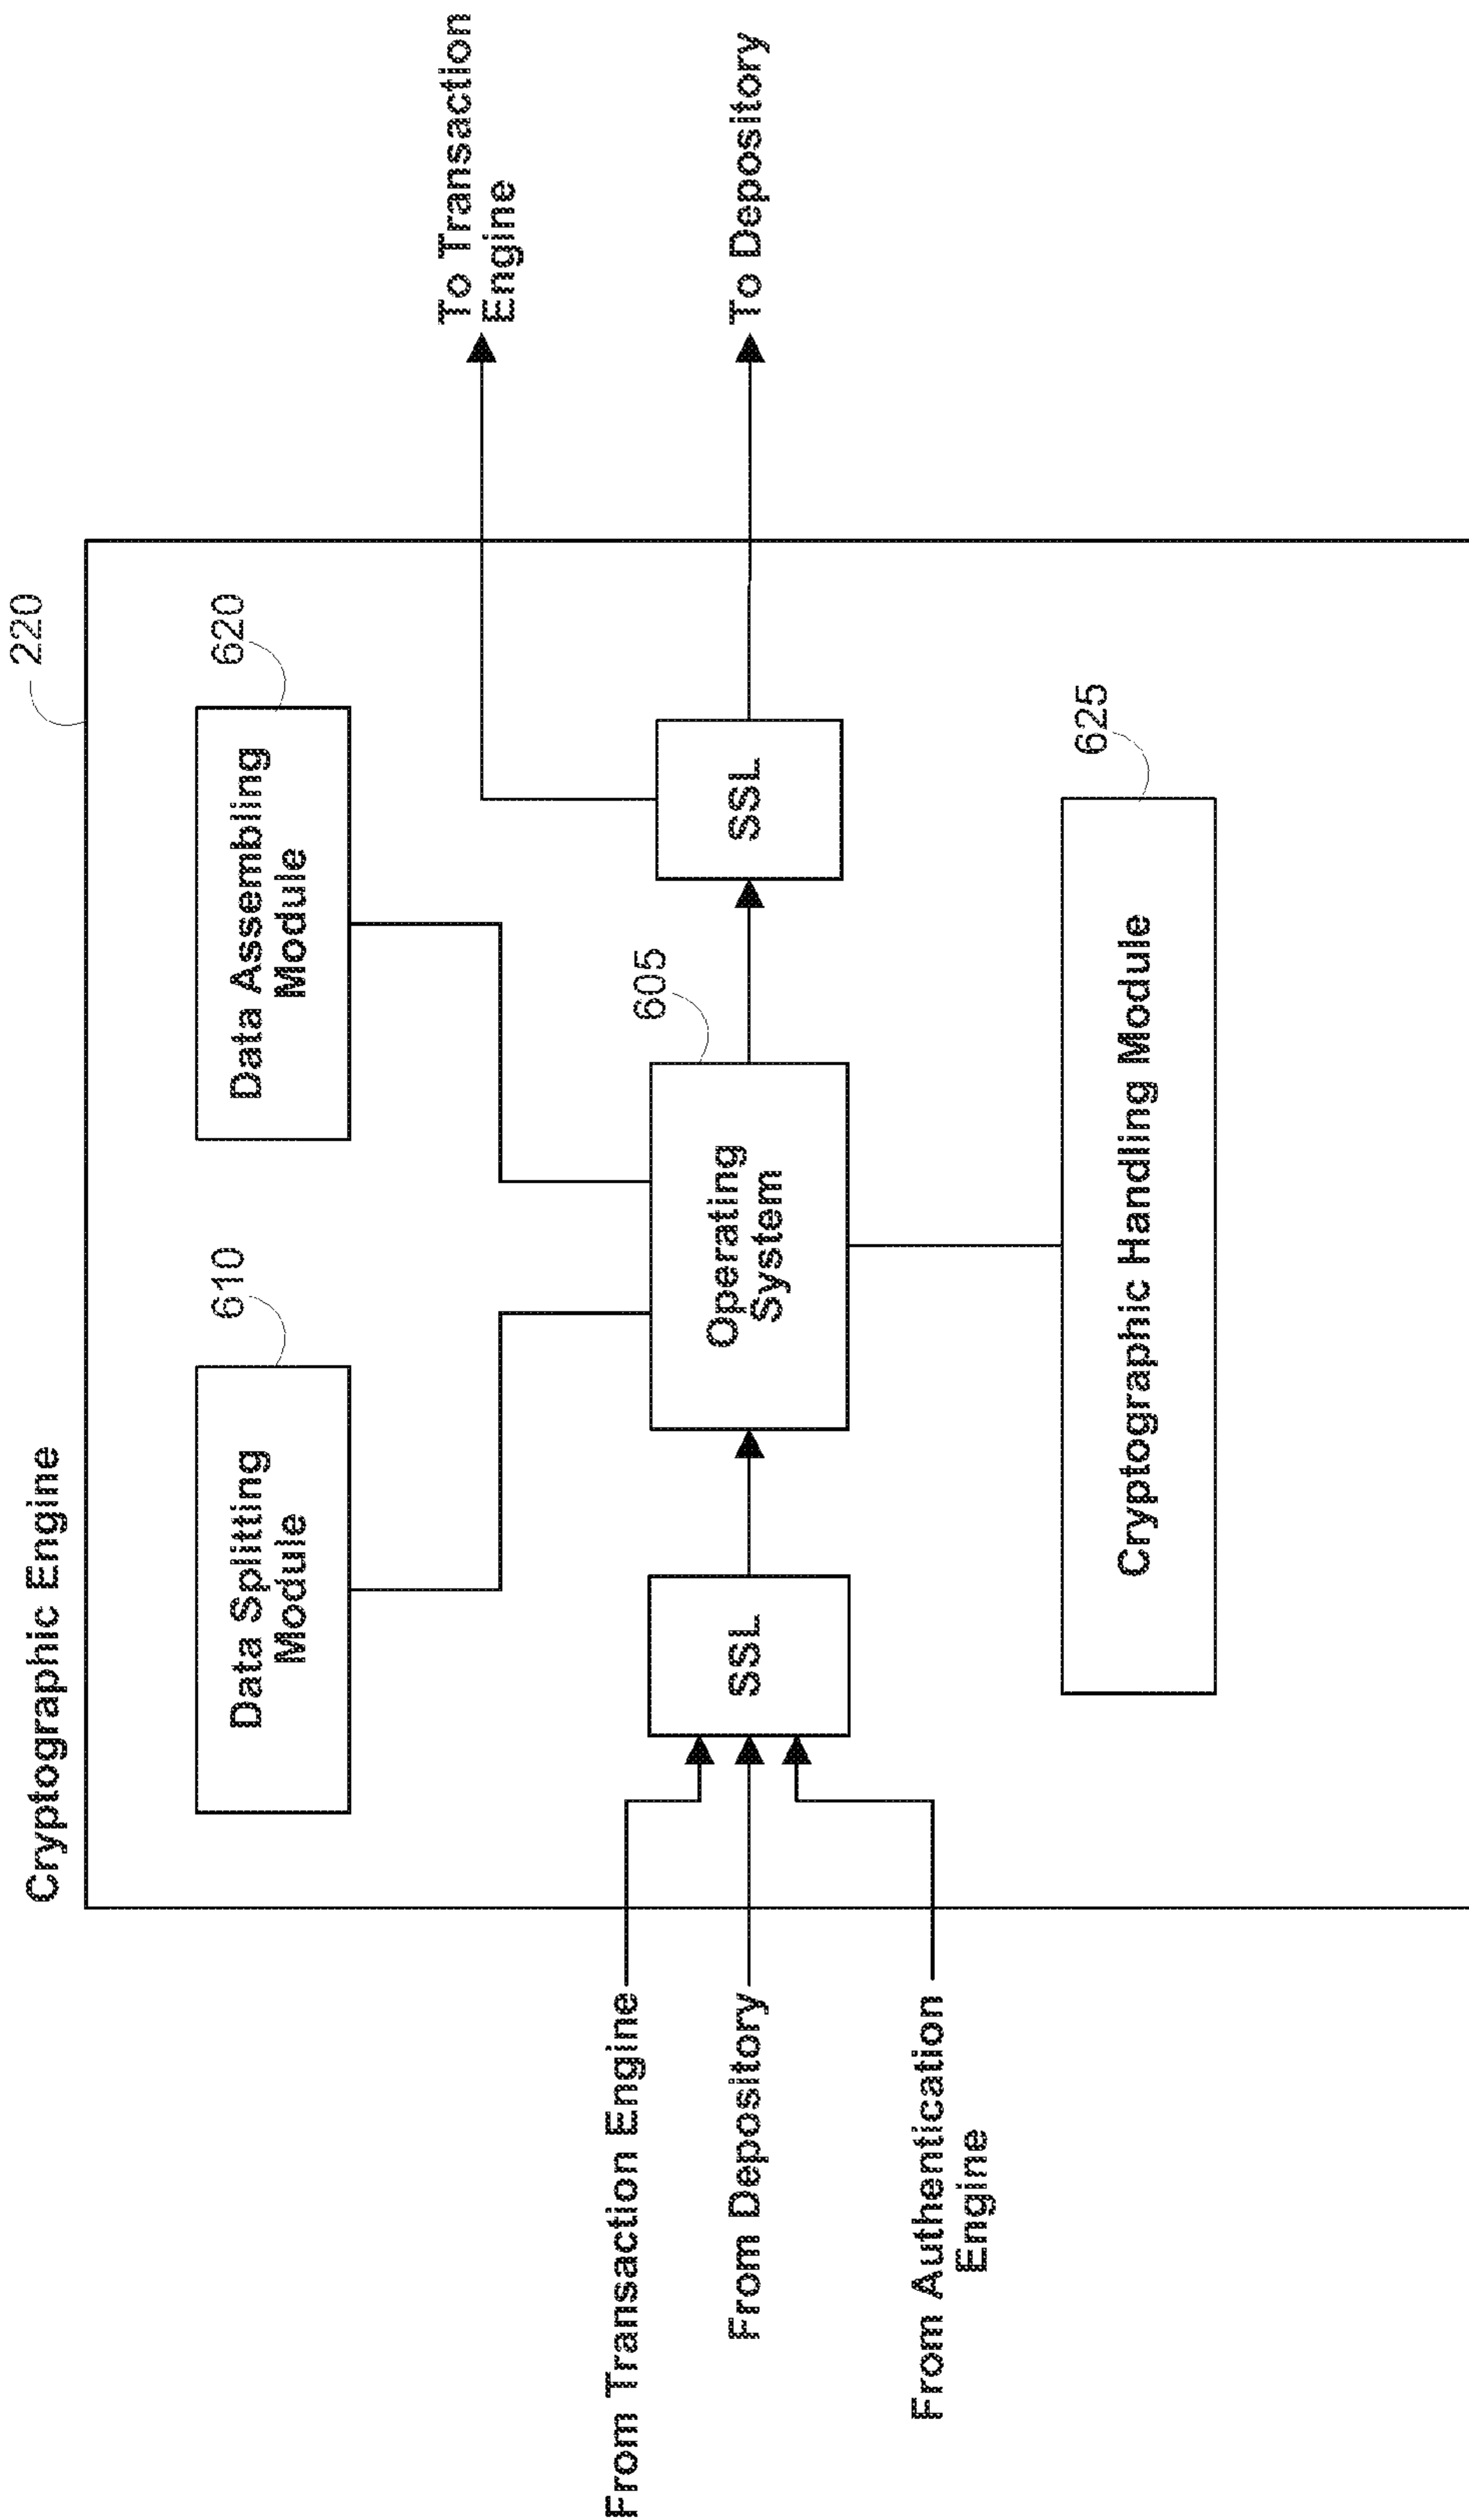 Cryptographic Engine
220
Data Splitting
Module
610
Data Assembling
Module
620
To Transaction
Engine
From Transaction Engine
From Depository
From Authentication
Engine
SSL
Operating
System
605
SSL
To Depository
Cryptographic Handling Module
625